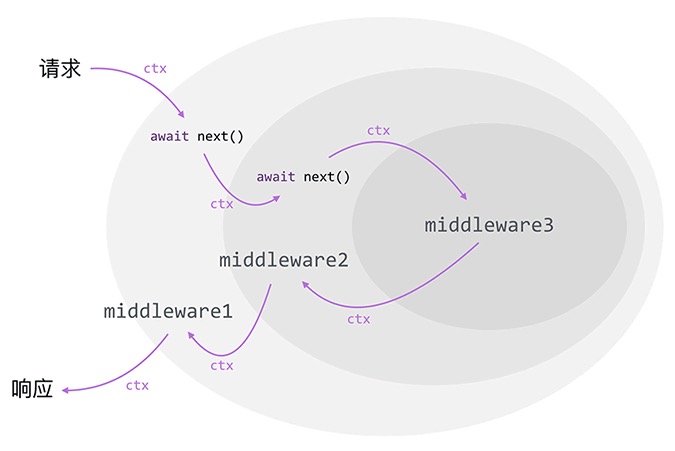 请求
ctx
await next()
ctx
await next()
ctx
middleware3
middleware2
middleware1
ctx
ctx
响应
ctx